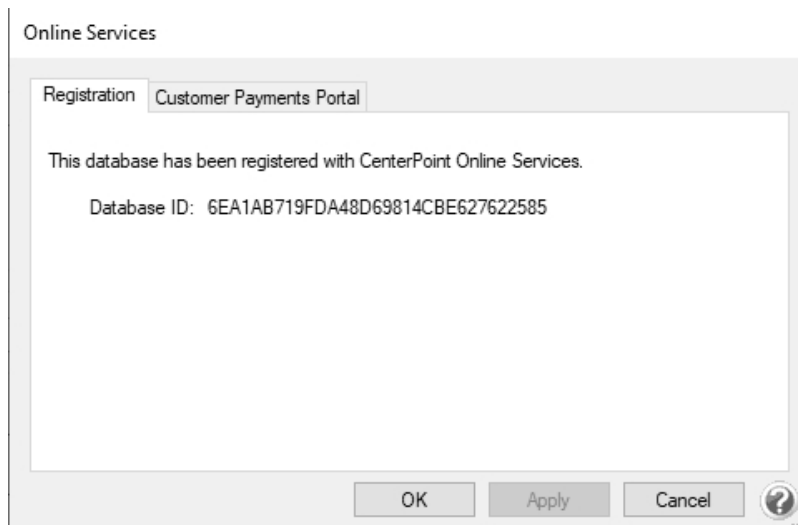 Online Services
Registration
Customer Payments Portal
This database has been registered with CenterPoint Online Services.
Database ID: 6EA1AB719FDA48D69814CBE627622585
OK
Apply
Cancel
?